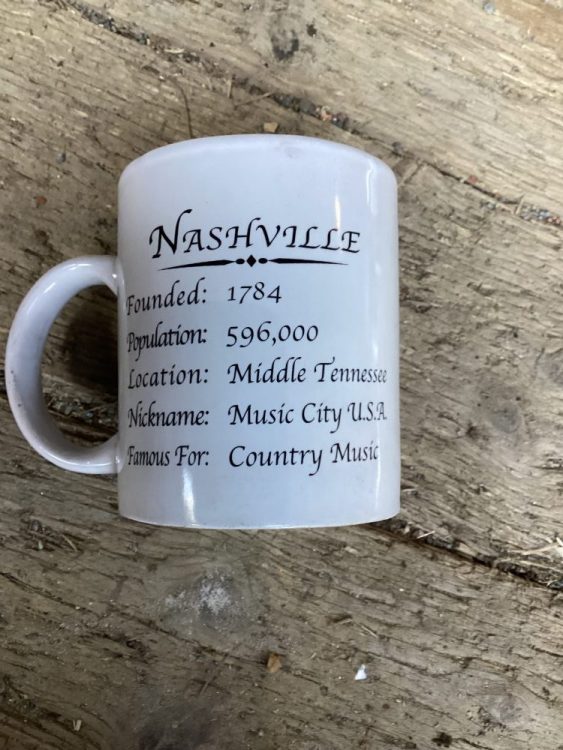 Nashville
Founded: 1784
Population: 596,000
Location: Middle Tennessee
Nickname: Music City U.S.A.
Famous For: Country Music